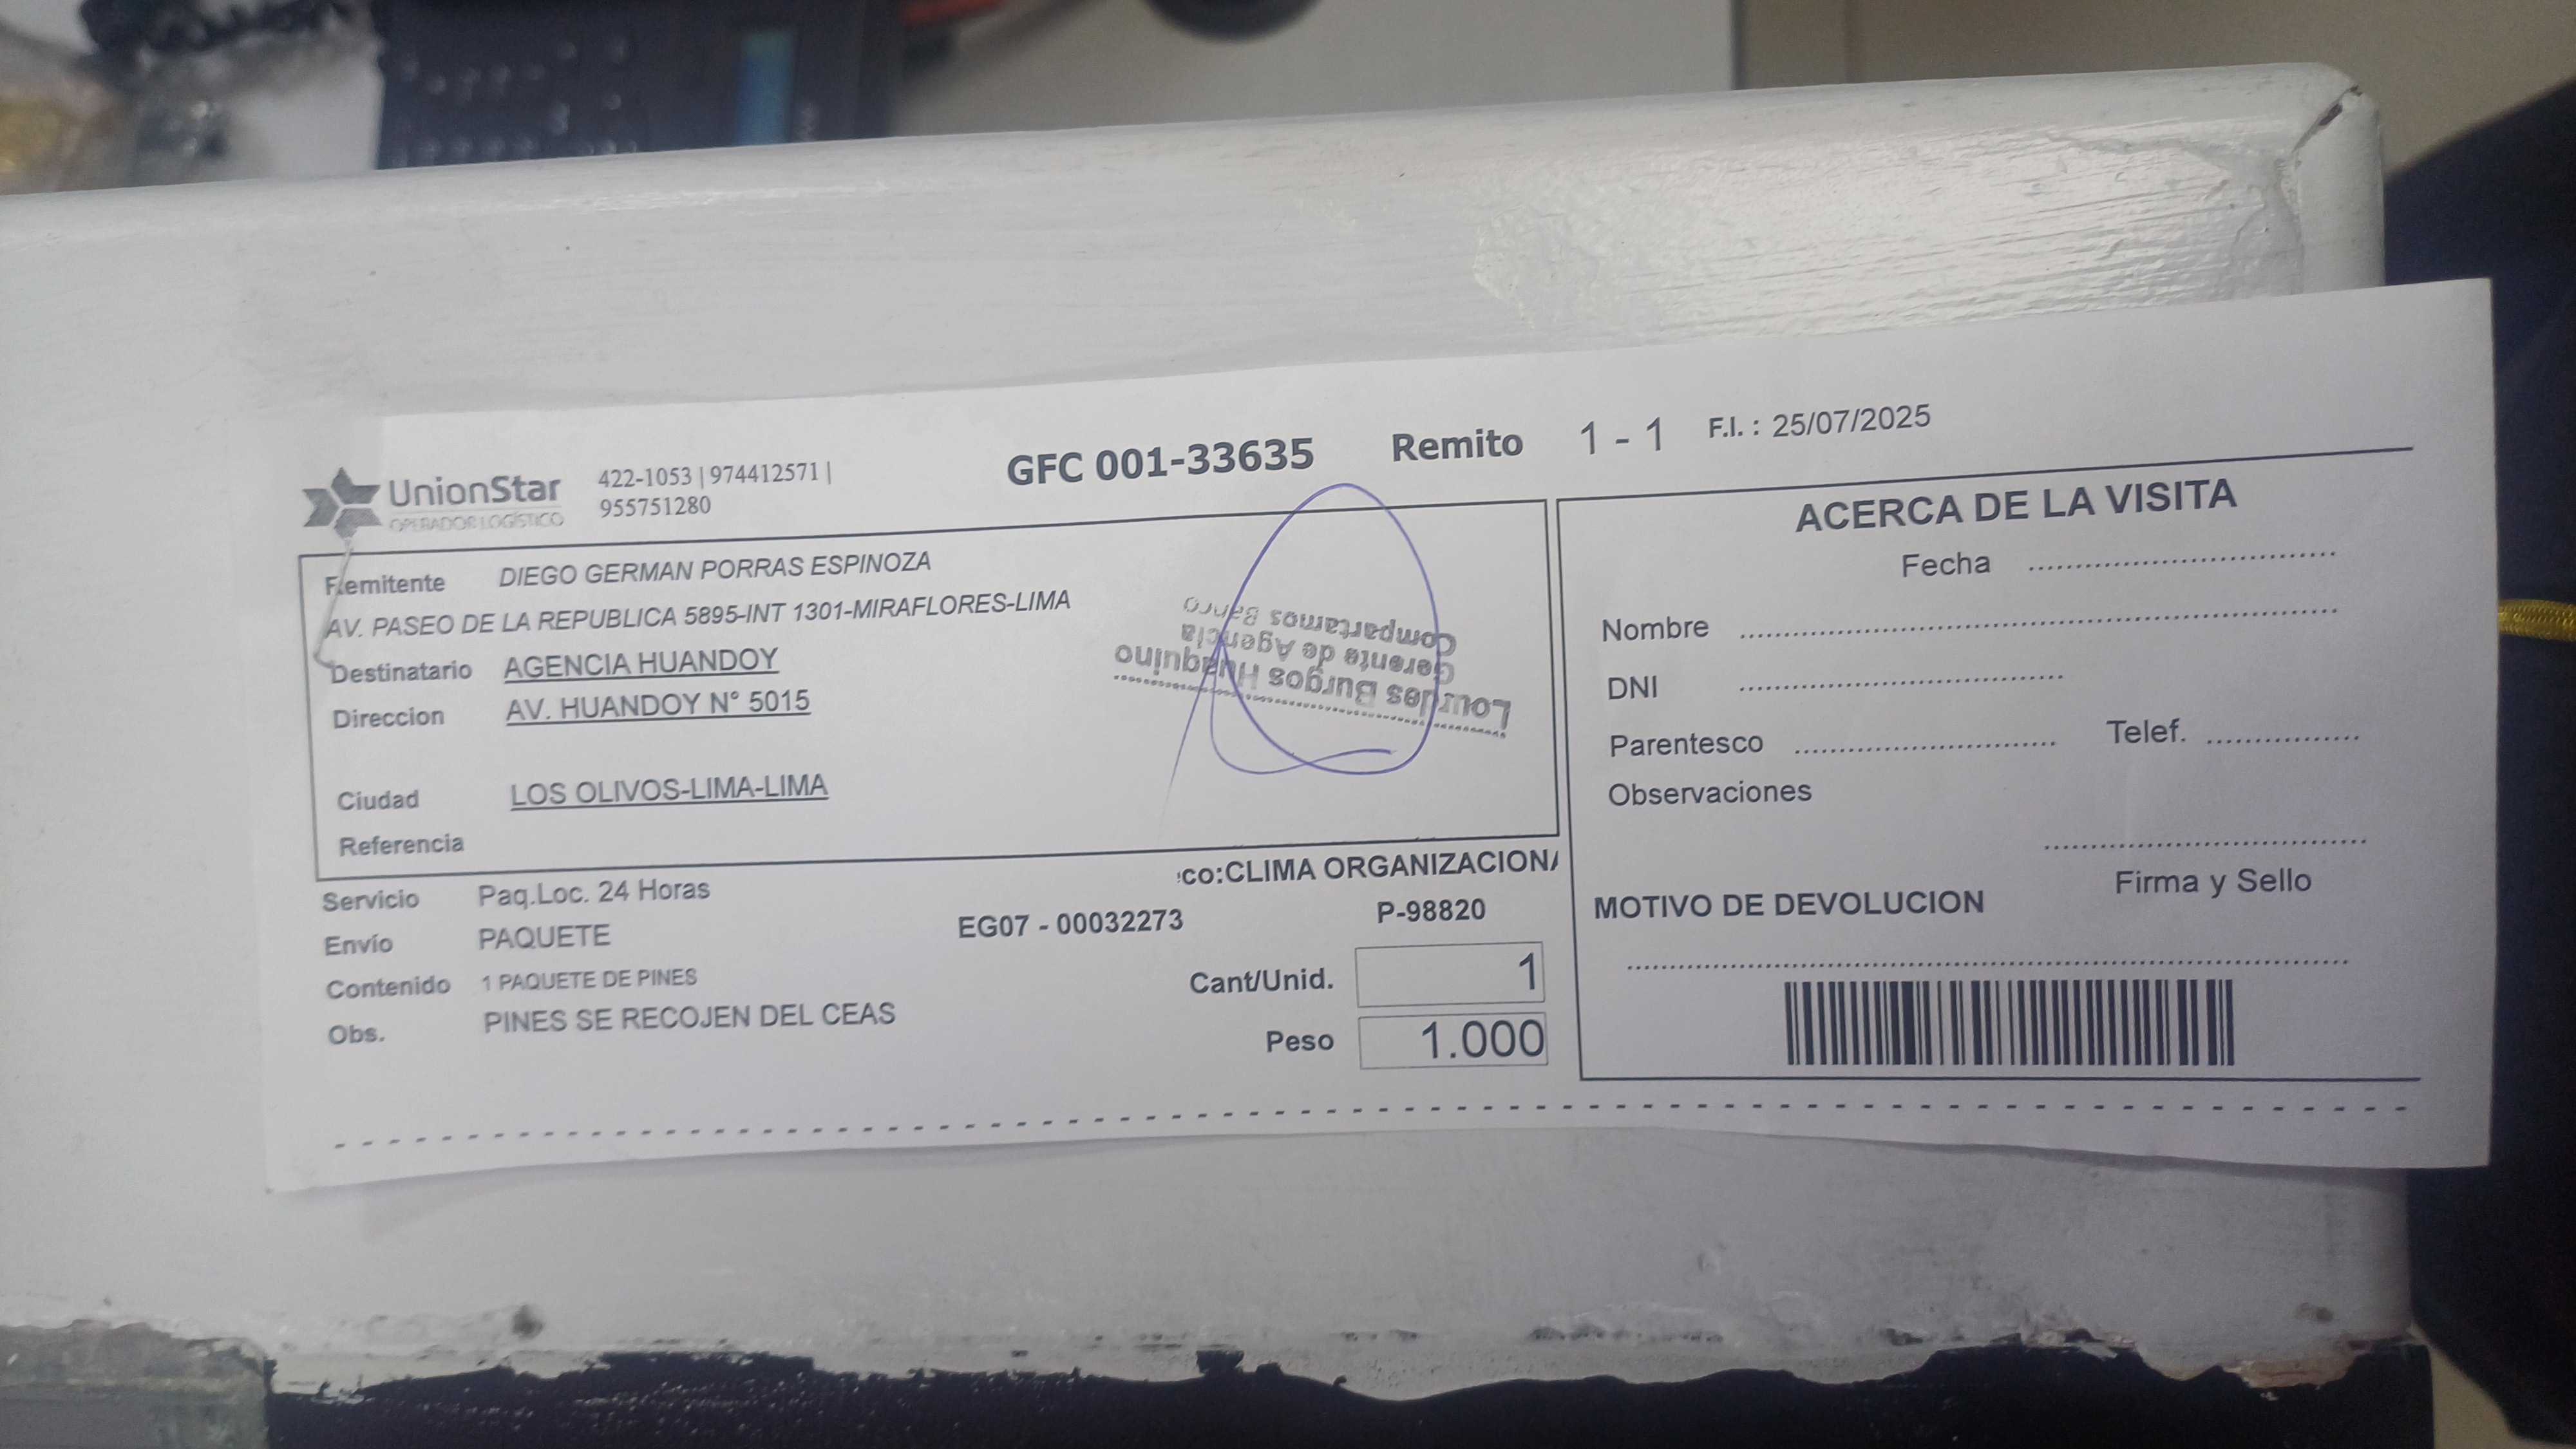 UnionStar
OPERADOR LOGÍSTICO
422-1053 | 974412571 |
955751280
GFC 001-33635 Remito 1 - 1 F.I. : 25/07/2025
Remitente DIEGO GERMAN PORRAS ESPINOZA
AV. PASEO DE LA REPUBLICA 5895-INT 1301-MIRAFLORES-LIMA
Destinatario AGENCIA HUANDOY
Direccion AV. HUANDOY N° 5015
Ciudad LOS OLIVOS-LIMA-LIMA
Referencia
Lourdes Burgos Huaquino
Gerente de Agencia
Compartamos Banco
Servicio Paq.Loc. 24 Horas
co:CLIMA ORGANIZACIONA
Envío PAQUETE
EG07 - 00032273 P-98820
Contenido 1 PAQUETE DE PINES
Cant/Unid. 1
Obs. PINES SE RECOJEN DEL CEAS
Peso 1.000
ACERCA DE LA VISITA
Fecha
Nombre
DNI
Parentesco Telef.
Observaciones
Firma y Sello
MOTIVO DE DEVOLUCION